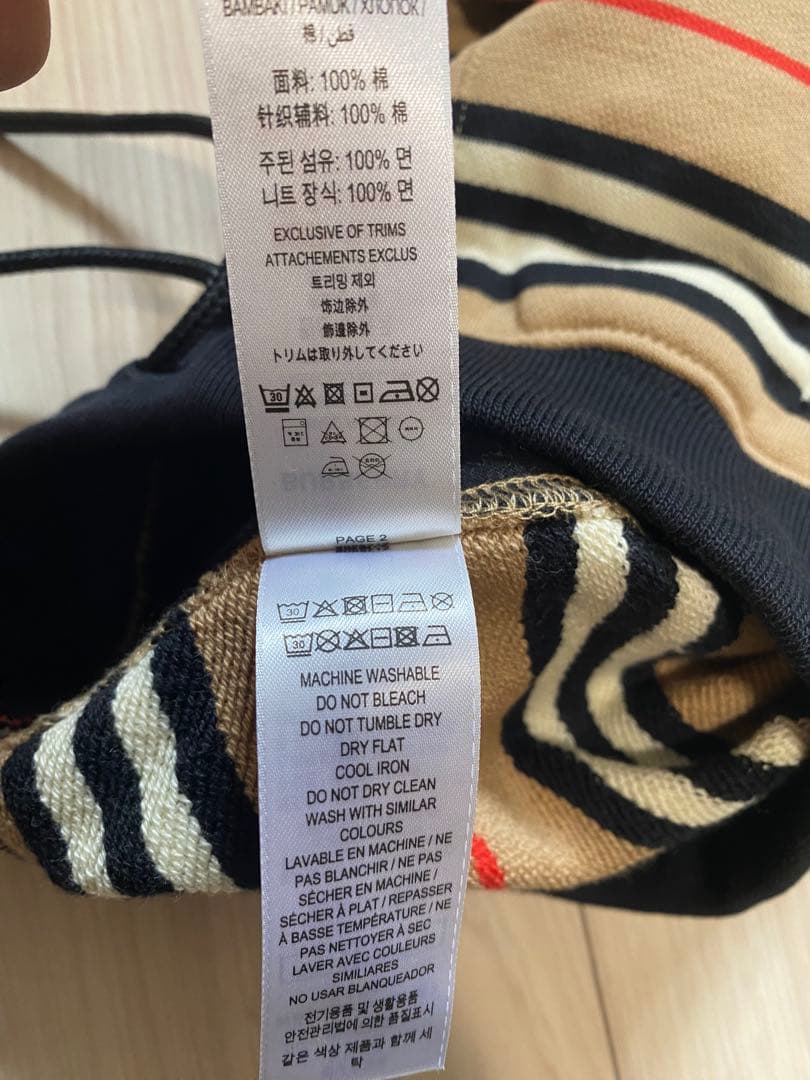 BAMBAKI / PAMUK / ХЛОПОК /
قطن / 棉
面料: 100% 棉
针织辅料: 100% 棉
주된 섬유: 100% 면
니트 장식: 100% 면
EXCLUSIVE OF TRIMS
ATTACHEMENTS EXCLUS
트리밍 제외
饰边除外
飾邊除外
トリムは取り外してください
30
PAGE 2
30
30
MACHINE WASHABLE
DO NOT BLEACH
DO NOT TUMBLE DRY
DRY FLAT
COOL IRON
DO NOT DRY CLEAN
WASH WITH SIMILAR
COLOURS
LAVABLE EN MACHINE / NE
PAS BLANCHIR / NE PAS
SÉCHER EN MACHINE /
SÉCHER À PLAT / REPASSER
À BASSE TEMPÉRATURE / NE
PAS NETTOYER À SEC
LAVER AVEC COULEURS
SIMILIARES
NO USAR BLANQUEADOR
전기용품 및 생활용품
안전관리법에 의한 품질표시
같은 색상 제품과 함께 세
탁